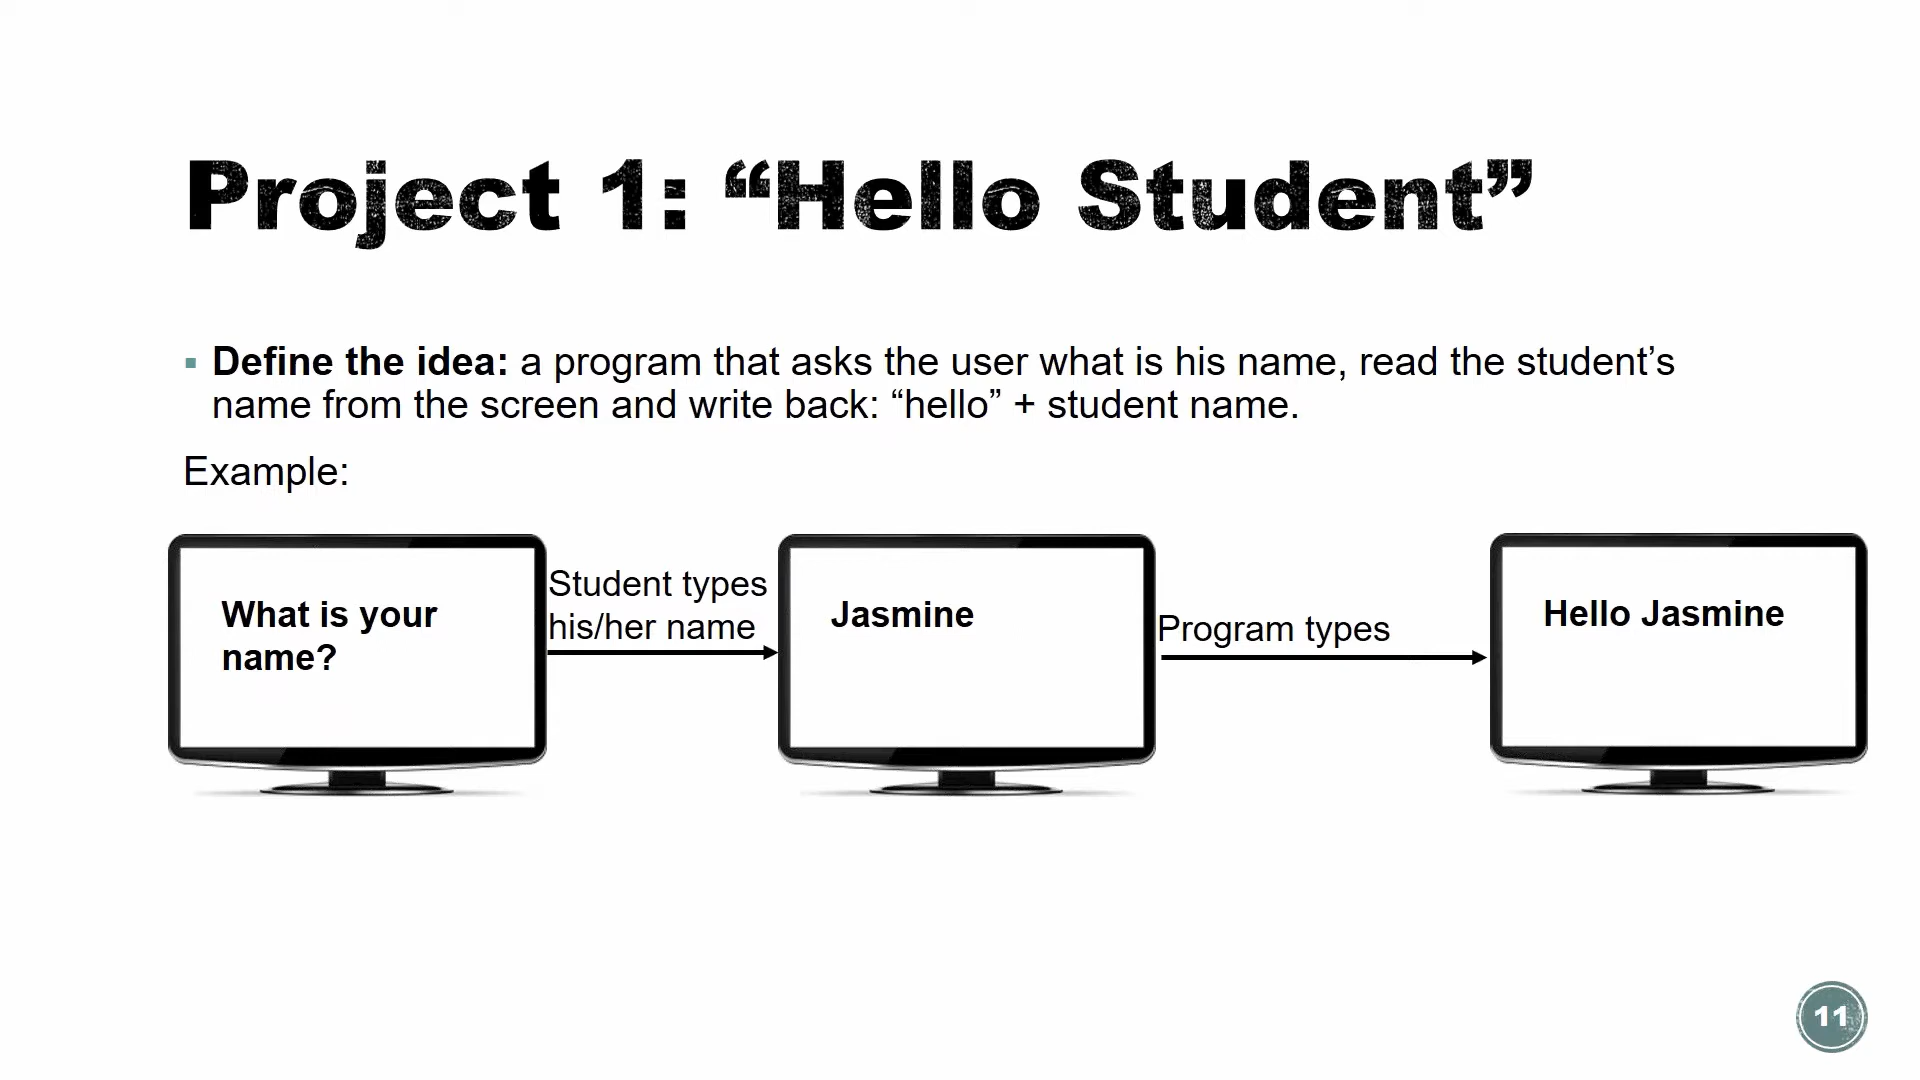 Project 1: “Hello Student”
▪ Define the idea: a program that asks the user what is his name, read the student’s
name from the screen and write back: “hello” + student name.
Example:
What is your
name?
Student types
his/her name
Jasmine
Program types
Hello Jasmine
11